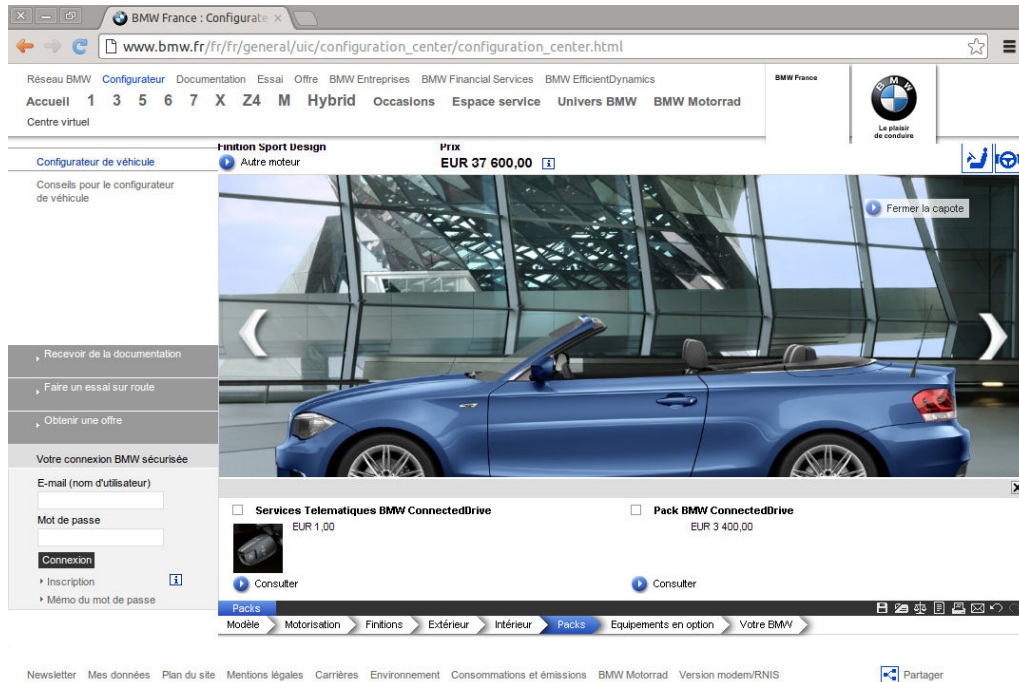 BMW France : Configurate
www.bmw.fr/fr/fr/general/uic/configuration_center/configuration_center.html
Réseau BMW Configurateur Documentation Essai Offre BMW Entreprises BMW Financial Services BMW EfficientDynamics
Accueil 1 3 5 6 7 X Z4 M Hybrid Occasions Espace service Univers BMW BMW Motorrad
Centre virtuel
BMW France
BMW
Le plaisir
de conduire
Configurateur de véhicule
Conseils pour le configurateur
de véhicule
Finition Sport Design Prix
Autre moteur EUR 37 600,00 i
Fermer la capote
Recevoir de la documentation
Faire un essai sur route
Obtenir une offre
Votre connexion BMW sécurisée
E-mail (nom d'utilisateur)
Mot de passe
Connexion
Inscription i
Mémo du mot de passe
Services Telematiques BMW ConnectedDrive
EUR 1,00
Consulter
Pack BMW ConnectedDrive
EUR 3 400,00
Consulter
Packs
Modèle Motorisation Finitions Extérieur Intérieur Packs Equipements en option Votre BMW
Newsletter Mes données Plan du site Mentions légales Carrières Environnement Consommations et émissions BMW Motorrad Version modem/RNIS Partager